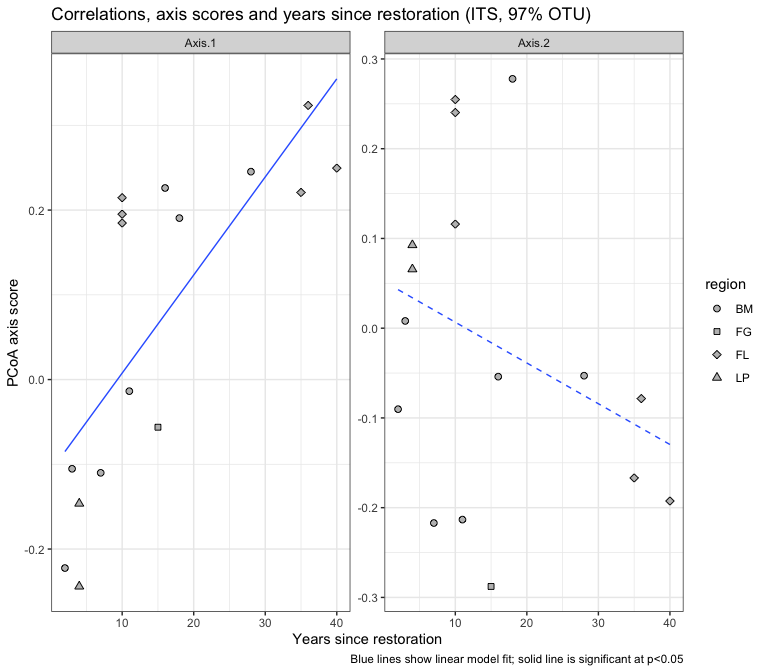 Correlations, axis scores and years since restoration (ITS, 97% OTU)
Axis.1
Axis.2
PCoA axis score
0.2
0.0
-0.2
0.3
0.2
0.1
0.0
-0.1
-0.2
-0.3
10
20
30
40
10
20
30
40
Years since restoration
region
BM
FG
FL
LP
Blue lines show linear model fit; solid line is significant at p<0.05